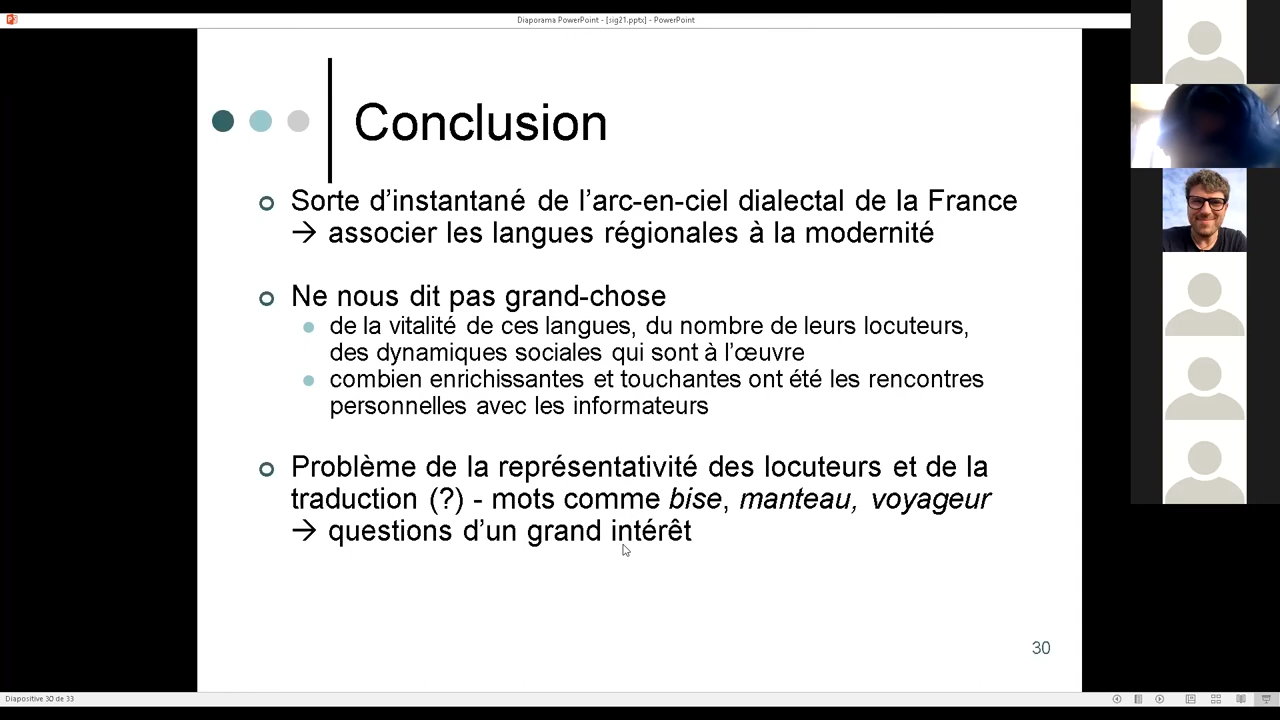 Diaporama PowerPoint - [sig21.pptx] - PowerPoint
Conclusion
Sorte d’instantané de l’arc-en-ciel dialectal de la France
→ associer les langues régionales à la modernité
Ne nous dit pas grand-chose
de la vitalité de ces langues, du nombre de leurs locuteurs,
des dynamiques sociales qui sont à l’œuvre
combien enrichissantes et touchantes ont été les rencontres
personnelles avec les informateurs
Problème de la représentativité des locuteurs et de la
traduction (?) - mots comme bise, manteau, voyageur
→ questions d’un grand intérêt
30
Diapositive 30 de 33